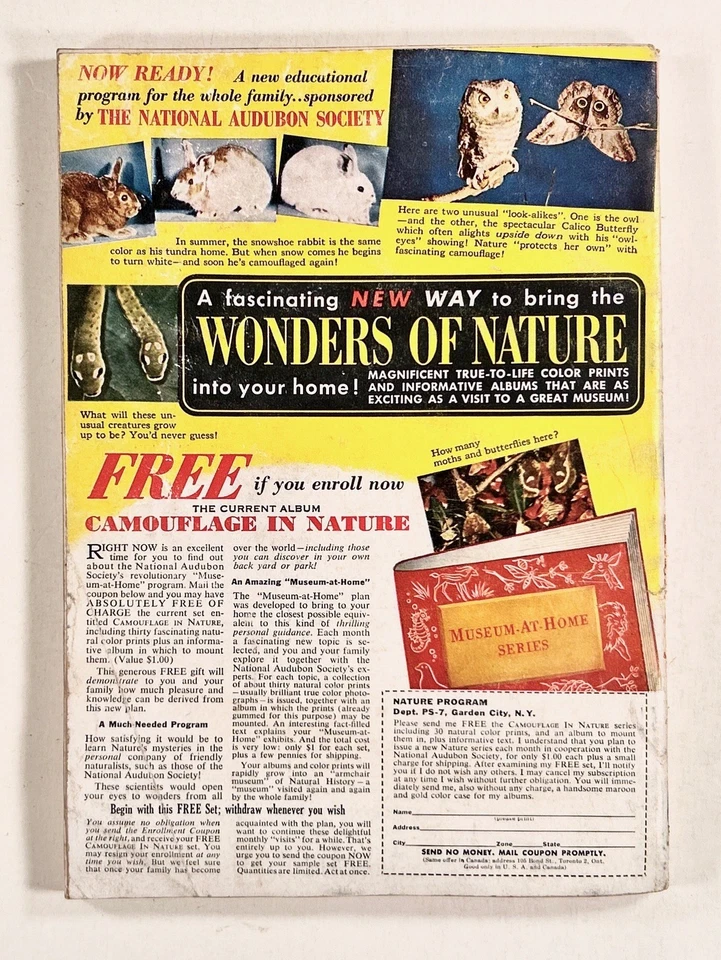 NOW READY! A new educational
program for the whole family..sponsored
by THE NATIONAL AUDUBON SOCIETY
In summer, the snowshoe rabbit is the same
color as his tundra home. But when snow comes he begins
to turn white—and soon he's camouflaged again!
Here are two unusual "look-alikes". One is the owl
—and the other, the spectacular Calico Butterfly
which often alights upside down with his "owl-
eyes" showing! Nature "protects her own" with
fascinating camouflage!
A fascinating NEW WAY to bring the
WONDERS OF NATURE
into your home!
MAGNIFICENT TRUE-TO-LIFE COLOR PRINTS
AND INFORMATIVE ALBUMS THAT ARE AS
EXCITING AS A VISIT TO A GREAT MUSEUM!
What will these un-
usual creatures grow
up to be? You'd never guess!
How many
moths and butterflies here?
FREE if you enroll now
THE CURRENT ALBUM
CAMOUFLAGE IN NATURE
RIGHT NOW is an excellent
time for you to find out
about the National Audubon
Society's revolutionary "Muse-
um-at-Home" program. Mail the
coupon below and you may have
ABSOLUTELY FREE OF
CHARGE the current set en-
titled CAMOUFLAGE IN NATURE,
including thirty fascinating natu-
ral color prints plus an informa-
tive album in which to mount
them. (Value $1.00)
This generous FREE gift will
demonstrate to you and your
family how much pleasure and
knowledge can be derived from
this new plan.
A Much-Needed Program
How satisfying it would be to
learn Nature's mysteries in the
personal company of friendly
naturalists, such as those of the
National Audubon Society!
These scientists would open
your eyes to wonders from all
over the world—including those
you can discover in your own
back yard or park!
An Amazing "Museum-at-Home"
The "Museum-at-Home" plan
was developed to bring to your
home the closest possible equiv-
alent to this kind of thrilling
personal guidance. Each month
a fascinating new topic is se-
lected, and you and your family
explore it together with the
National Audubon Society's ex-
perts. For each topic, a collection
of about thirty natural color prints
—usually brilliant true color photo-
graphs—is issued, together with an
album in which the prints (already
gummed for this purpose) may be
mounted. An interesting fact-filled
text explains your "Museum-at-
Home" exhibits. And the total cost
is very low: only $1 for each set,
plus a few pennies for shipping.
Your albums and color prints will
rapidly grow into an "armchair
museum" of Natural History—a
"museum" visited again and again
by the whole family!
Begin with this FREE Set; withdraw whenever you wish
You assume no obligation when
you send the Enrollment Coupon
at the right, and receive your FREE
CAMOUFLAGE IN NATURE set. You
may resign your enrollment at any
time you wish. But we feel sure
that once your family has become
acquainted with the plan, you will
want to continue these delightful
monthly "visits" for a while. That's
entirely up to you. However, we
urge you to send the coupon NOW
to get your sample set FREE.
Quantities are limited. Act at once.
MUSEUM-AT-HOME
SERIES
NATURE PROGRAM
Dept. PS-7, Garden City, N.Y.
Please send me FREE the CAMOUFLAGE IN NATURE series
including 30 natural color prints, and an album to mount
them in, plus informative text. I understand that you plan to
issue a new Nature series each month in cooperation with the
National Audubon Society, for only $1.00 each plus a small
charge for shipping. After examining my FREE set, I'll notify
you if I do not wish any others. I may cancel my subscription
at any time I wish without further obligation. You will imme-
diately send me, also without any charge, a handsome maroon
and gold color case for my albums.
Name
(please print)
Address
City Zone State
SEND NO MONEY. MAIL COUPON PROMPTLY.
(Same offer in Canada: address 105 Bond St., Toronto 2, Ont.
Good only in U. S. A. and Canada)